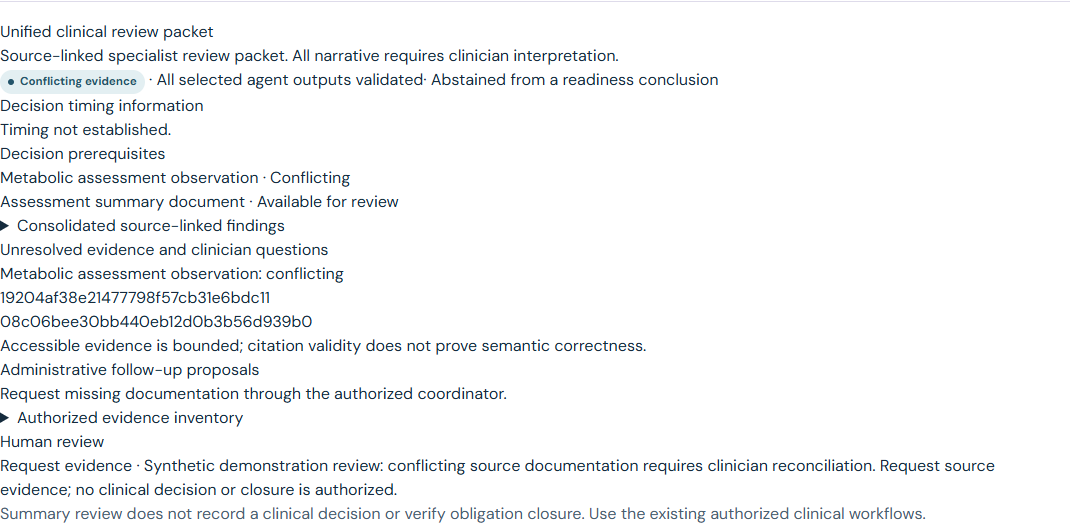 Unified clinical review packet
Source-linked specialist review packet. All narrative requires clinician interpretation.
Conflicting evidence · All selected agent outputs validated· Abstained from a readiness conclusion
Decision timing information
Timing not established.
Decision prerequisites
Metabolic assessment observation · Conflicting
Assessment summary document · Available for review
Consolidated source-linked findings
Unresolved evidence and clinician questions
Metabolic assessment observation: conflicting
19204af38e21477798f57cb31e6bdc11
08c06bee30bb440eb12d0b3b56d939b0
Accessible evidence is bounded; citation validity does not prove semantic correctness.
Administrative follow-up proposals
Request missing documentation through the authorized coordinator.
Authorized evidence inventory
Human review
Request evidence · Synthetic demonstration review: conflicting source documentation requires clinician reconciliation. Request source
evidence; no clinical decision or closure is authorized.
Summary review does not record a clinical decision or verify obligation closure. Use the existing authorized clinical workflows.